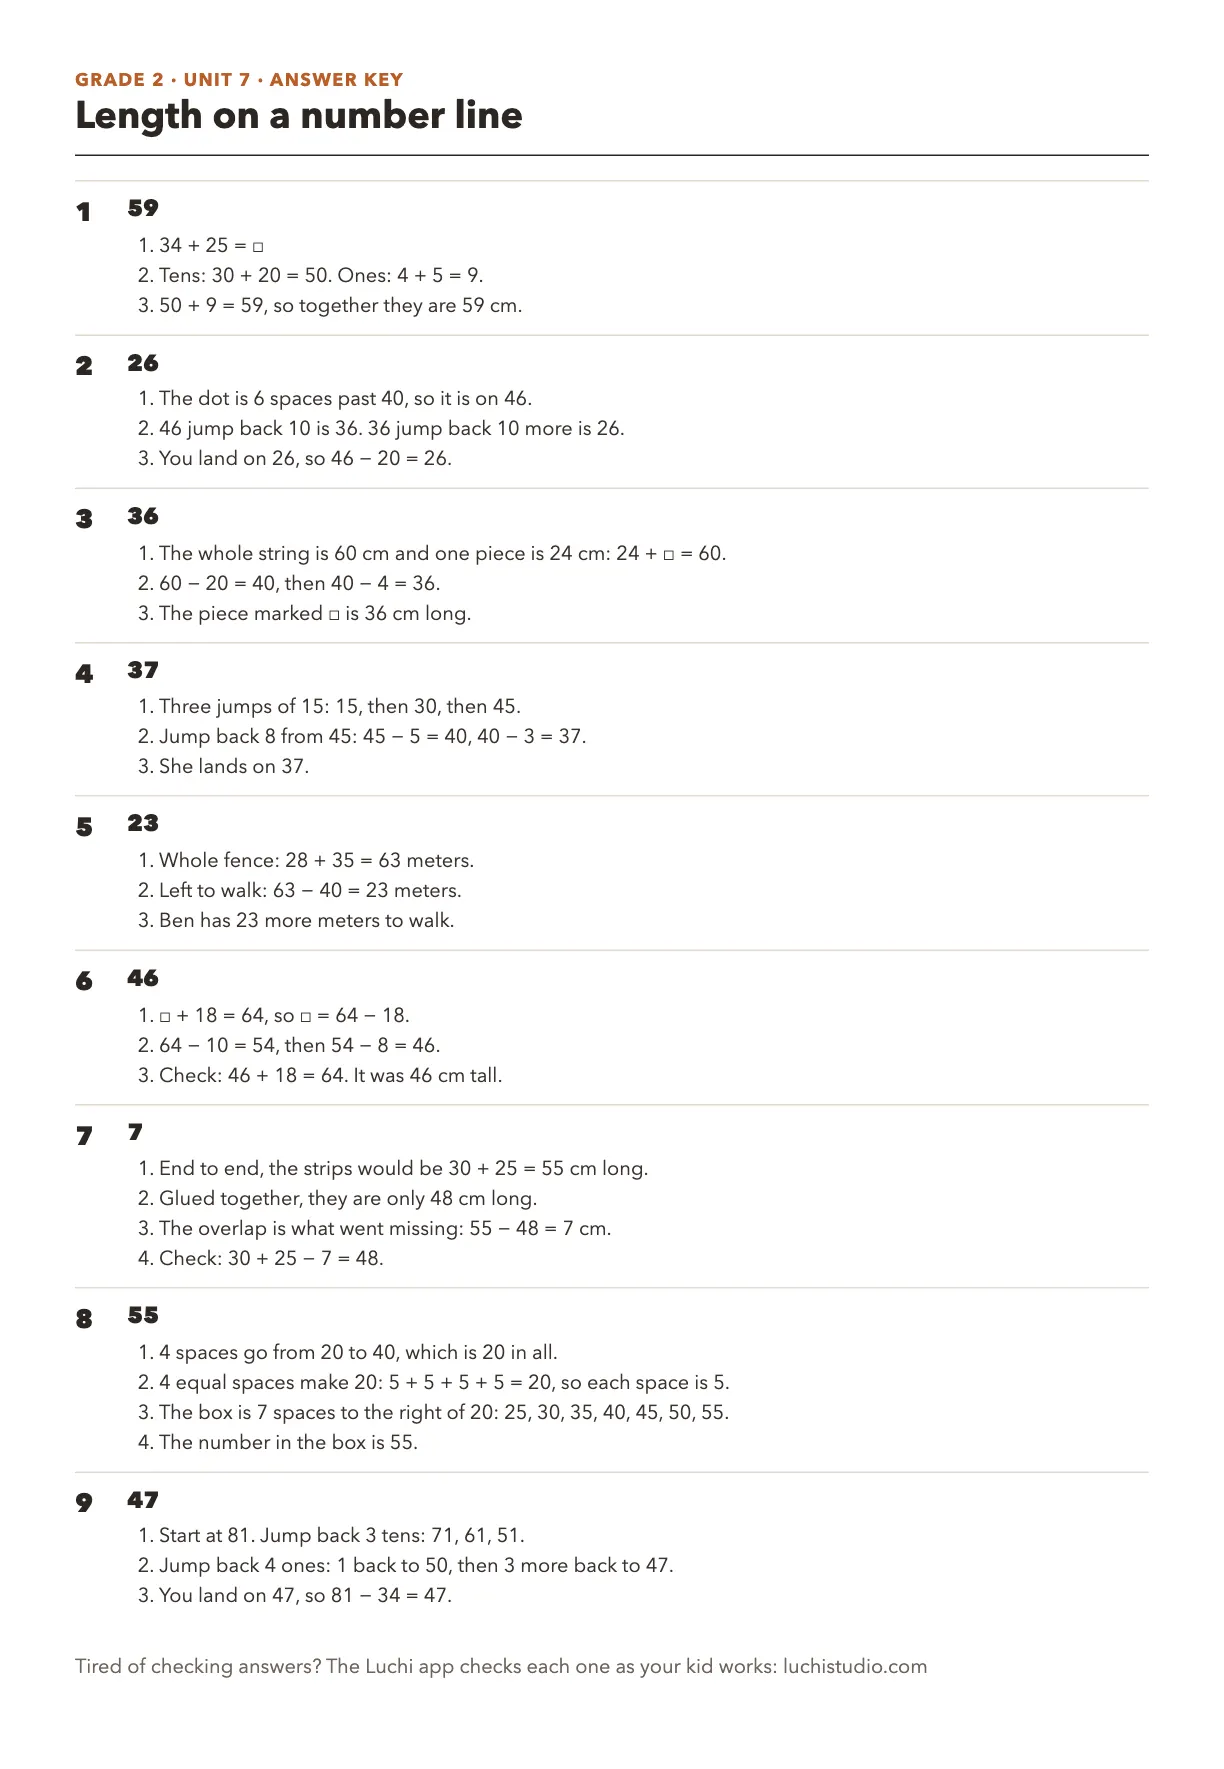 GRADE 2 · UNIT 7 · ANSWER KEY
Length on a number line
1 59
1. 34 + 25 = □
2. Tens: 30 + 20 = 50. Ones: 4 + 5 = 9.
3. 50 + 9 = 59, so together they are 59 cm.
2 26
1. The dot is 6 spaces past 40, so it is on 46.
2. 46 jump back 10 is 36. 36 jump back 10 more is 26.
3. You land on 26, so 46 − 20 = 26.
3 36
1. The whole string is 60 cm and one piece is 24 cm: 24 + □ = 60.
2. 60 − 20 = 40, then 40 − 4 = 36.
3. The piece marked □ is 36 cm long.
4 37
1. Three jumps of 15: 15, then 30, then 45.
2. Jump back 8 from 45: 45 − 5 = 40, 40 − 3 = 37.
3. She lands on 37.
5 23
1. Whole fence: 28 + 35 = 63 meters.
2. Left to walk: 63 − 40 = 23 meters.
3. Ben has 23 more meters to walk.
6 46
1. □ + 18 = 64, so □ = 64 − 18.
2. 64 − 10 = 54, then 54 − 8 = 46.
3. Check: 46 + 18 = 64. It was 46 cm tall.
7 7
1. End to end, the strips would be 30 + 25 = 55 cm long.
2. Glued together, they are only 48 cm long.
3. The overlap is what went missing: 55 − 48 = 7 cm.
4. Check: 30 + 25 − 7 = 48.
8 55
1. 4 spaces go from 20 to 40, which is 20 in all.
2. 4 equal spaces make 20: 5 + 5 + 5 + 5 = 20, so each space is 5.
3. The box is 7 spaces to the right of 20: 25, 30, 35, 40, 45, 50, 55.
4. The number in the box is 55.
9 47
1. Start at 81. Jump back 3 tens: 71, 61, 51.
2. Jump back 4 ones: 1 back to 50, then 3 more back to 47.
3. You land on 47, so 81 − 34 = 47.
Tired of checking answers? The Luchi app checks each one as your kid works: luchistudio.com